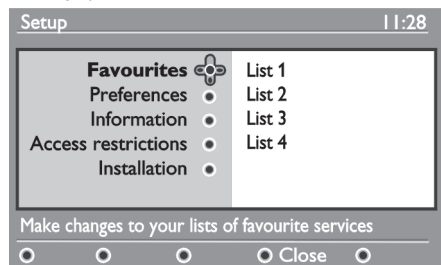 Setup 11:28
Favourites List 1
Preferences List 2
Information List 3
Access restrictions List 4
Installation
Make changes to your lists of favourite services
Close